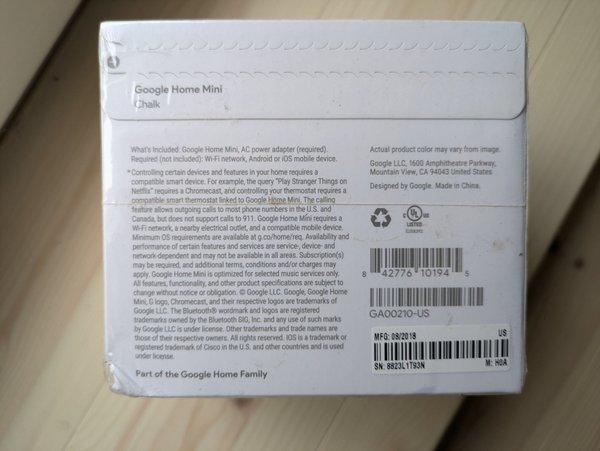 Google Home Mini
Chalk
What's Included: Google Home Mini, AC power adapter (required).
Required (not included): Wi-Fi network, Android or iOS mobile device.
*Controlling certain devices and features in your home requires a
compatible smart device. For example, the query "Play Stranger Things on
Netflix" requires a Chromecast, and controlling your thermostat requires a
compatible smart thermostat linked to Google Home Mini. The calling
feature allows outgoing calls to most phone numbers in the U.S. and
Canada, but does not support calls to 911. Google Home Mini requires a
Wi-Fi network, a nearby electrical outlet, and a compatible mobile device.
Minimum OS requirements are available at g.co/home/req. Availability and
performance of certain features and services are service-, device- and
network-dependent and may not be available in all areas. Subscription(s)
may be required, and additional terms, conditions and/or charges may
apply. Google Home Mini is optimized for selected music services only.
All features, functionality, and other product specifications are subject to
change without notice or obligation. © Google LLC. Google, Google Home
Mini, G logo, Chromecast, and their respective logos are trademarks of
Google LLC. The Bluetooth® wordmark and logos are registered
trademarks owned by the Bluetooth SIG, Inc. and any use of such marks
by Google LLC is under license. Other trademarks and trade names are
those of their respective owners. All rights reserved. IOS is a trademark or
registered trademark of Cisco in the U.S. and other countries and is used
under license.
Part of the Google Home Family
Actual product color may vary from image.
Google LLC, 1600 Amphitheatre Parkway,
Mountain View, CA 94043 United States
Designed by Google. Made in China.
C UL US
LISTED
8 42776 10194 5
GA00210-US
MFG: 08/2018 US
SN: 8823L1T93N M: H0A